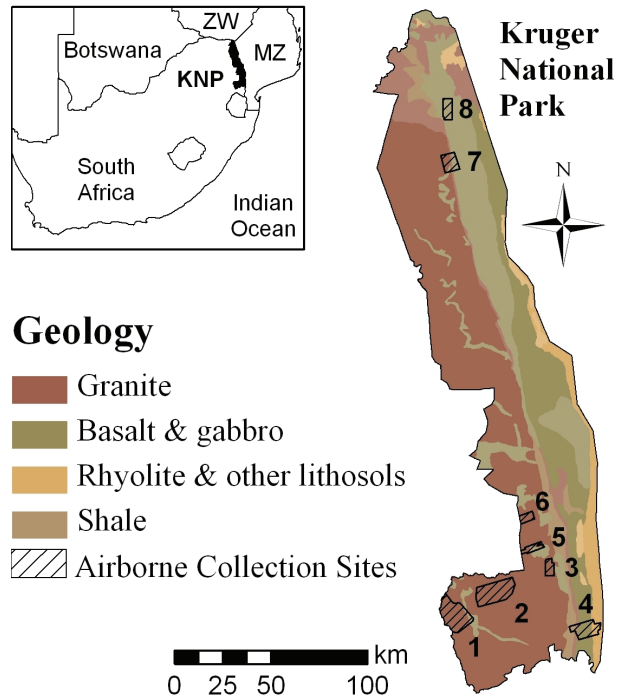 ZW
Botswana
MZ
KNP
South
Africa
Indian
Ocean
Kruger
National
Park
8
7
N
Geology
Granite
Basalt & gabbro
Rhyolite & other lithosols
Shale
Airborne Collection Sites
6
5
3
4
2
1
km
0 25 50 100